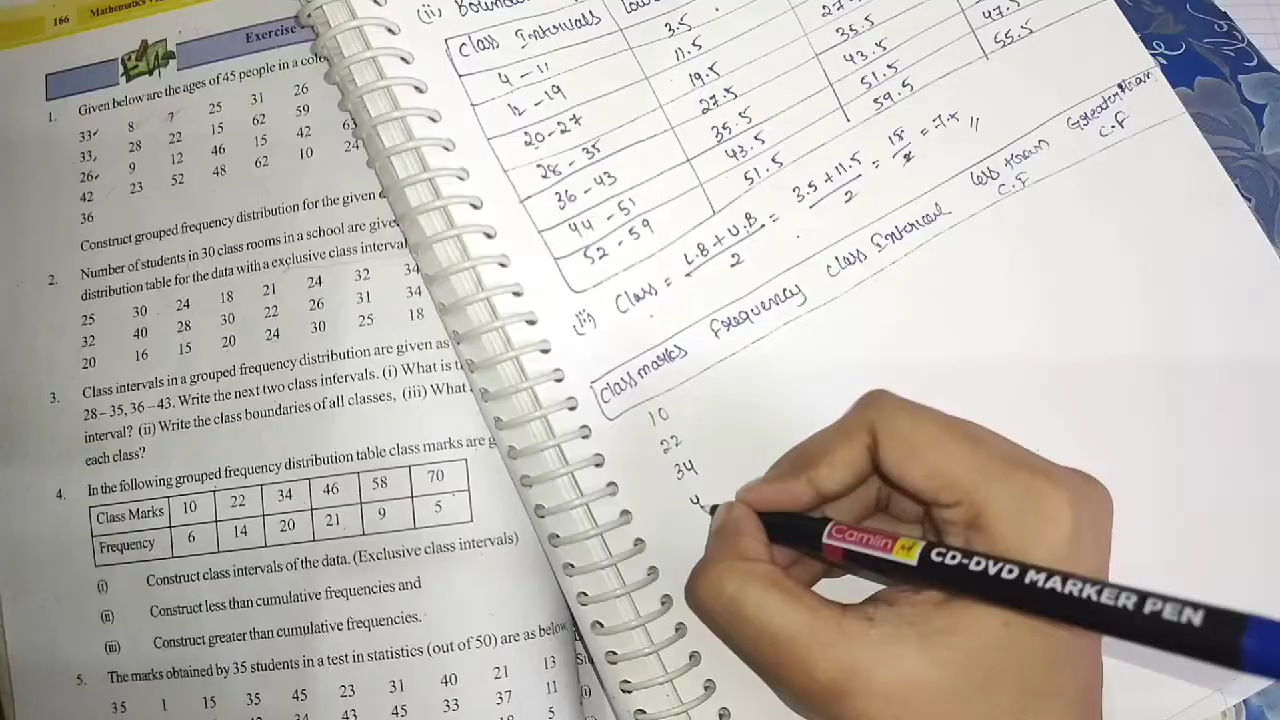 166 Mathematics
Exercise
1. Given below are the ages of 45 people in a
33 8 7 25 31 26
33, 28 22 15 62 59
26 9 12 46 15 42 63
42 23 52 48 62 10 24
36
Construct grouped frequency distribution for the given
2. Number of students in 30 class rooms in a school are
distribution table for the data with a exclusive class
25 30 24 18 21 24 32 34
32 40 28 30 22 26 31 34
20 16 15 20 24 30 25 18
3. Class intervals in a grouped frequency distribution are given as
28 – 35, 36 – 43. Write the next two class intervals. (i) What is
interval? (ii) Write the class boundaries of all classes, (iii) What
each class?
4. In the following grouped frequency distribution table class marks are
Class Marks 10 22 34 46 58 70
Frequency 6 14 20 21 9 5
(i) Construct class intervals of the data. (Exclusive class intervals)
(ii) Construct less than cumulative frequencies and
(iii) Construct greater than cumulative frequencies.
5. The marks obtained by 35 students in a test in statistics (out of 50) are as below.
35 1 15 35 45 23 31 40 21 13
34 43 45 33 37 11
5
(i)
(ii)
Class Intervals
4 - 11 3.5
12 - 19 11.5
20-27 19.5 35.5 47.5
28 - 35 27.5 43.5 55.5
36 - 43 35.5 51.5
44 - 51 43.5 59.5
52 - 59 51.5
(iii) Class = L.B + U.B / 2 = 3.5 + 11.5 / 2 = 15 / 2 = 7.5 //
Class marks Frequency Class Interval less than C.F Greater than C.F
10
22
34
4
Camlin CD-DVD MARKER PEN